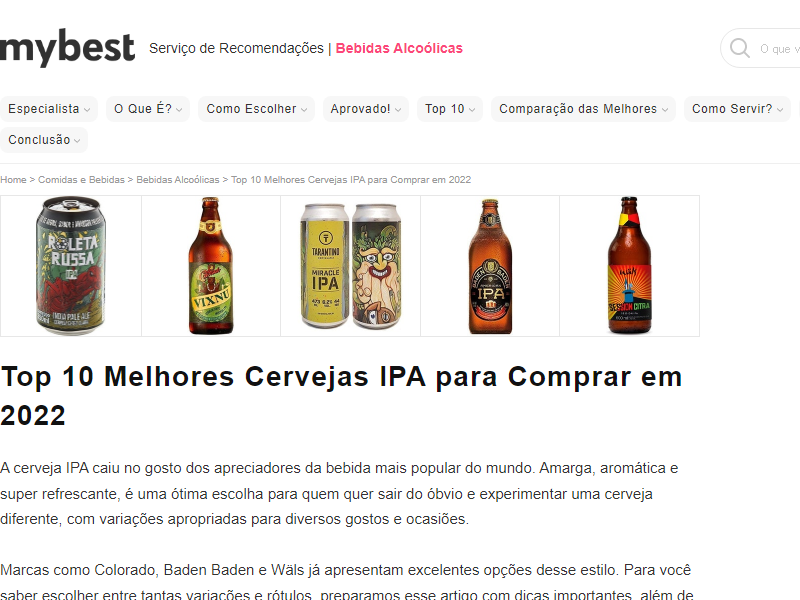 mybest Serviço de Recomendações | Bebidas Alcoólicas
O que v
Especialista O Que É? Como Escolher Aprovado! Top 10 Comparação das Melhores Como Servir?
Conclusão
Home > Comidas e Bebidas > Bebidas Alcoólicas > Top 10 Melhores Cervejas IPA para Comprar em 2022
ROLETA
RUSSA
IPA
INDIA PALE ALE
VIXNU
TARANTINO
MIRACLE
IPA
BADEN BADEN
IPA
WÄLS
SESSION CITRA
Top 10 Melhores Cervejas IPA para Comprar em
2022
A cerveja IPA caiu no gosto dos apreciadores da bebida mais popular do mundo. Amarga, aromática e
super refrescante, é uma ótima escolha para quem quer sair do óbvio e experimentar uma cerveja
diferente, com variações apropriadas para diversos gostos e ocasiões.
Marcas como Colorado, Baden Baden e Wäls já apresentam excelentes opções desse estilo. Para você
saber escolher entre tantas variações e rótulos, preparamos esse artigo com dicas importantes, além de